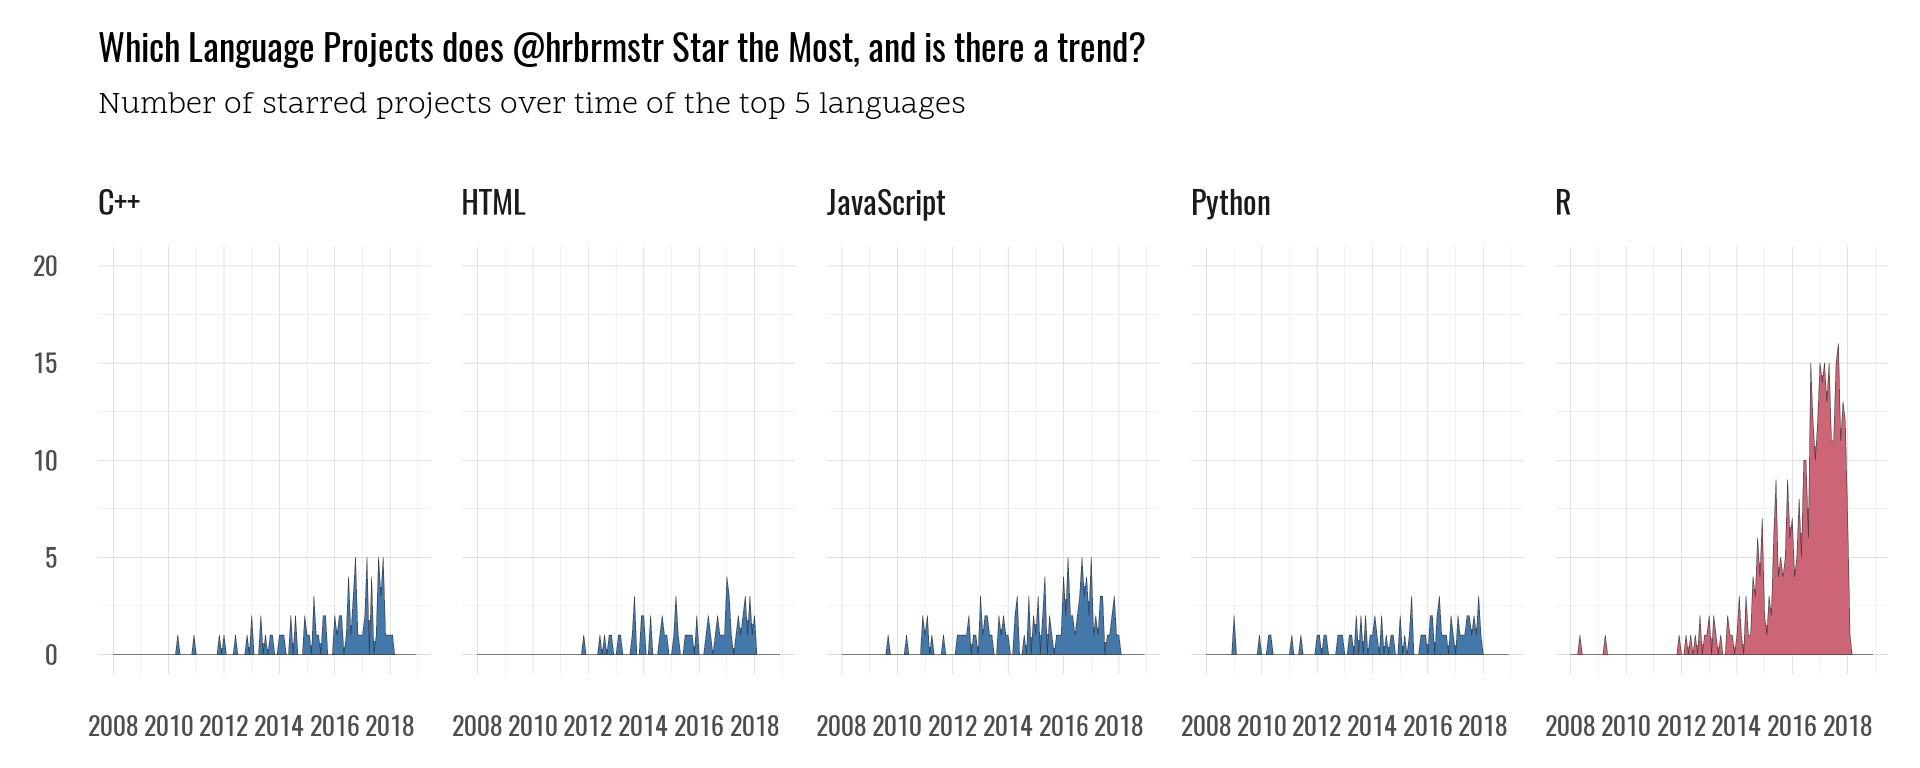 Which Language Projects does @hrbrmstr Star the Most, and is there a trend?
Number of starred projects over time of the top 5 languages
C++ HTML JavaScript Python R
20
15
10
5
0
2008 2010 2012 2014 2016 2018 2008 2010 2012 2014 2016 2018 2008 2010 2012 2014 2016 2018 2008 2010 2012 2014 2016 2018 2008 2010 2012 2014 2016 2018